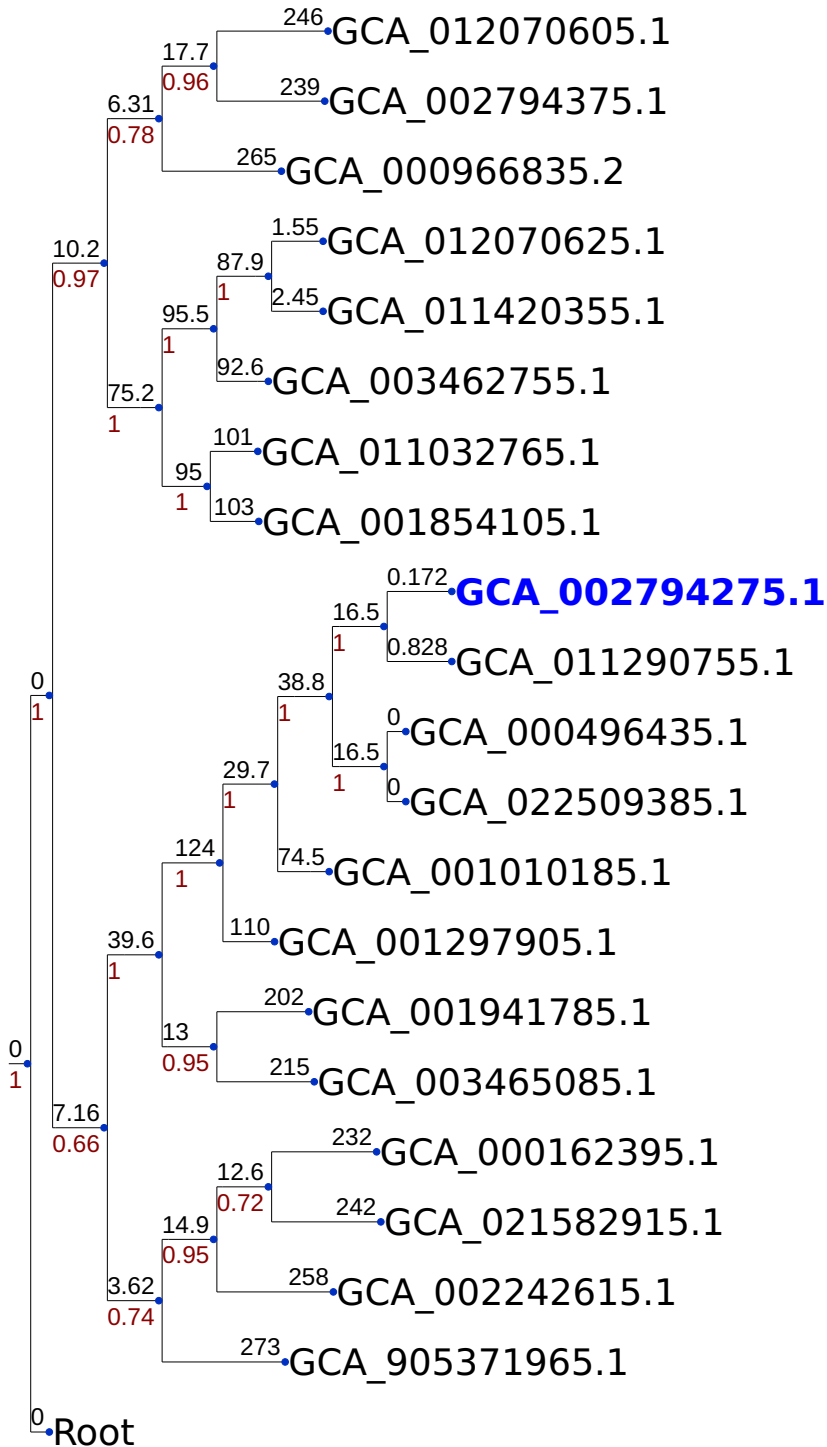 246
GCA_012070605.1
17.7
0.96
239
GCA_002794375.1
6.31
0.78
265
GCA_000966835.2
1.55
GCA_012070625.1
10.2
0.97
87.9
1
2.45
GCA_011420355.1
95.5
1
92.6
GCA_003462755.1
75.2
1
101
GCA_011032765.1
95
1
103
GCA_001854105.1
0.172
GCA_002794275.1
16.5
1
0.828
GCA_011290755.1
0
1
38.8
1
0
GCA_000496435.1
16.5
1
0
GCA_022509385.1
29.7
1
74.5
GCA_001010185.1
124
1
110
GCA_001297905.1
39.6
1
202
GCA_001941785.1
13
0.95
215
GCA_003465085.1
0
1
7.16
0.66
232
GCA_000162395.1
12.6
0.72
242
GCA_021582915.1
14.9
0.95
258
GCA_002242615.1
3.62
0.74
273
GCA_905371965.1
0
Root